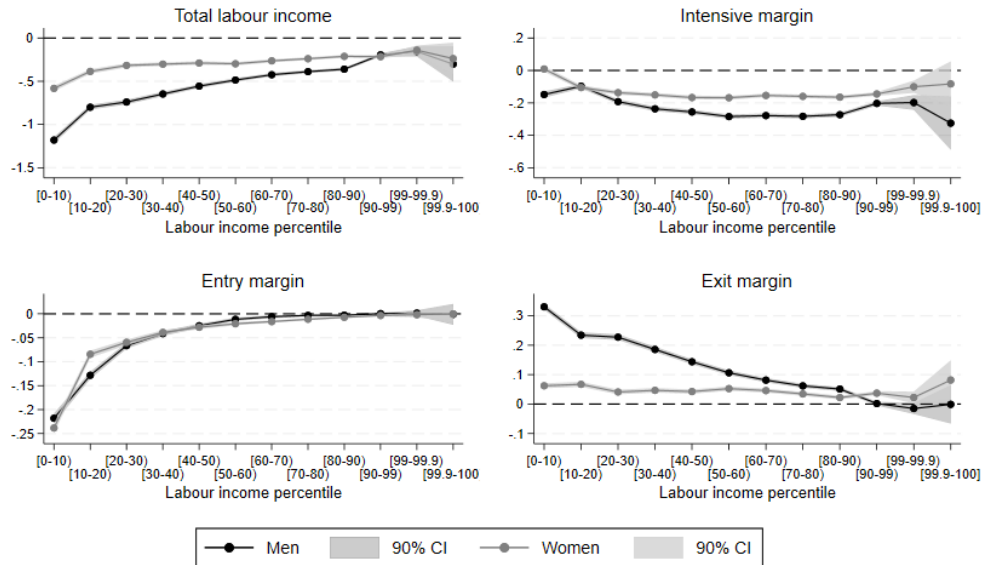 Total labour income
0
-.5
-1
-1.5
[0-10) [20-30) [40-50) [60-70) [80-90) [99-99.9)
[10-20) [30-40) [50-60) [70-80) [90-99) [99.9-100]
Labour income percentile
Intensive margin
.2
0
-.2
-.4
-.6
[0-10) [20-30) [40-50) [60-70) [80-90) [99-99.9)
[10-20) [30-40) [50-60) [70-80) [90-99) [99.9-100]
Labour income percentile
Entry margin
0
-.05
-.1
-.15
-.2
-.25
[0-10) [20-30) [40-50) [60-70) [80-90) [99-99.9)
[10-20) [30-40) [50-60) [70-80) [90-99) [99.9-100]
Labour income percentile
Exit margin
.3
.2
.1
0
-.1
[0-10) [20-30) [40-50) [60-70) [80-90) [99-99.9)
[10-20) [30-40) [50-60) [70-80) [90-99) [99.9-100]
Labour income percentile
Men 90% CI Women 90% CI